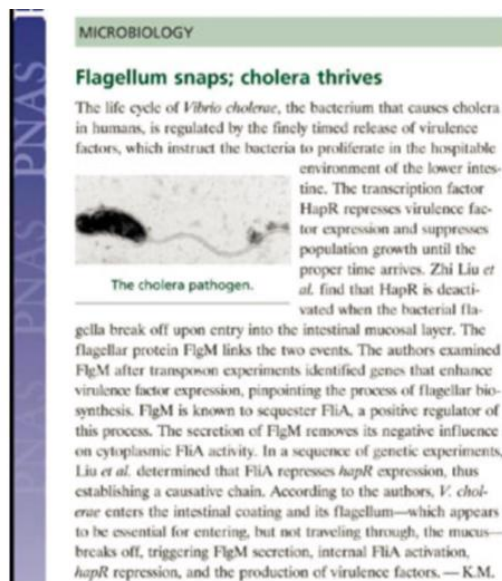 PNAS
PNAS
PNAS
MICROBIOLOGY
Flagellum snaps; cholera thrives
The life cycle of Vibrio cholerae, the bacterium that causes cholera
in humans, is regulated by the finely timed release of virulence
factors, which instruct the bacteria to proliferate in the hospitable
environment of the lower intes-
tine. The transcription factor
HapR represses virulence fac-
tor expression and suppresses
population growth until the
proper time arrives. Zhi Liu et
al. find that HapR is deacti-
vated when the bacterial fla-
The cholera pathogen.
gella break off upon entry into the intestinal mucosal layer. The
flagellar protein FlgM links the two events. The authors examined
FlgM after transposon experiments identified genes that enhance
virulence factor expression, pinpointing the process of flagellar bio-
synthesis. FlgM is known to sequester FliA, a positive regulator of
this process. The secretion of FlgM removes its negative influence
on cytoplasmic FliA activity. In a sequence of genetic experiments,
Liu et al. determined that FliA represses hapR expression, thus
establishing a causative chain. According to the authors, V. chol-
erae enters the intestinal coating and its flagellum—which appears
to be essential for entering, but not traveling through, the mucus—
breaks off, triggering FlgM secretion, internal FliA activation,
hapR repression, and the production of virulence factors. — K.M.